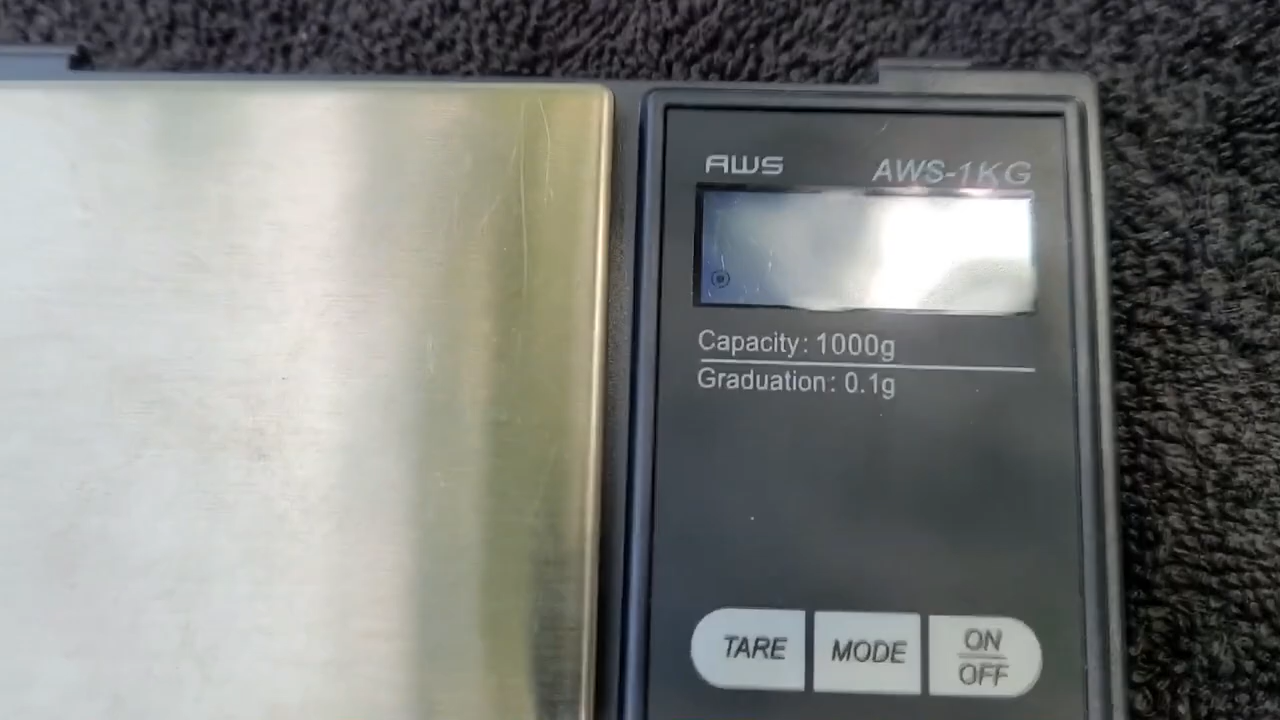 AWS
AWS-1KG
Capacity: 1000g
Graduation: 0.1g
TARE
MODE
ON
OFF